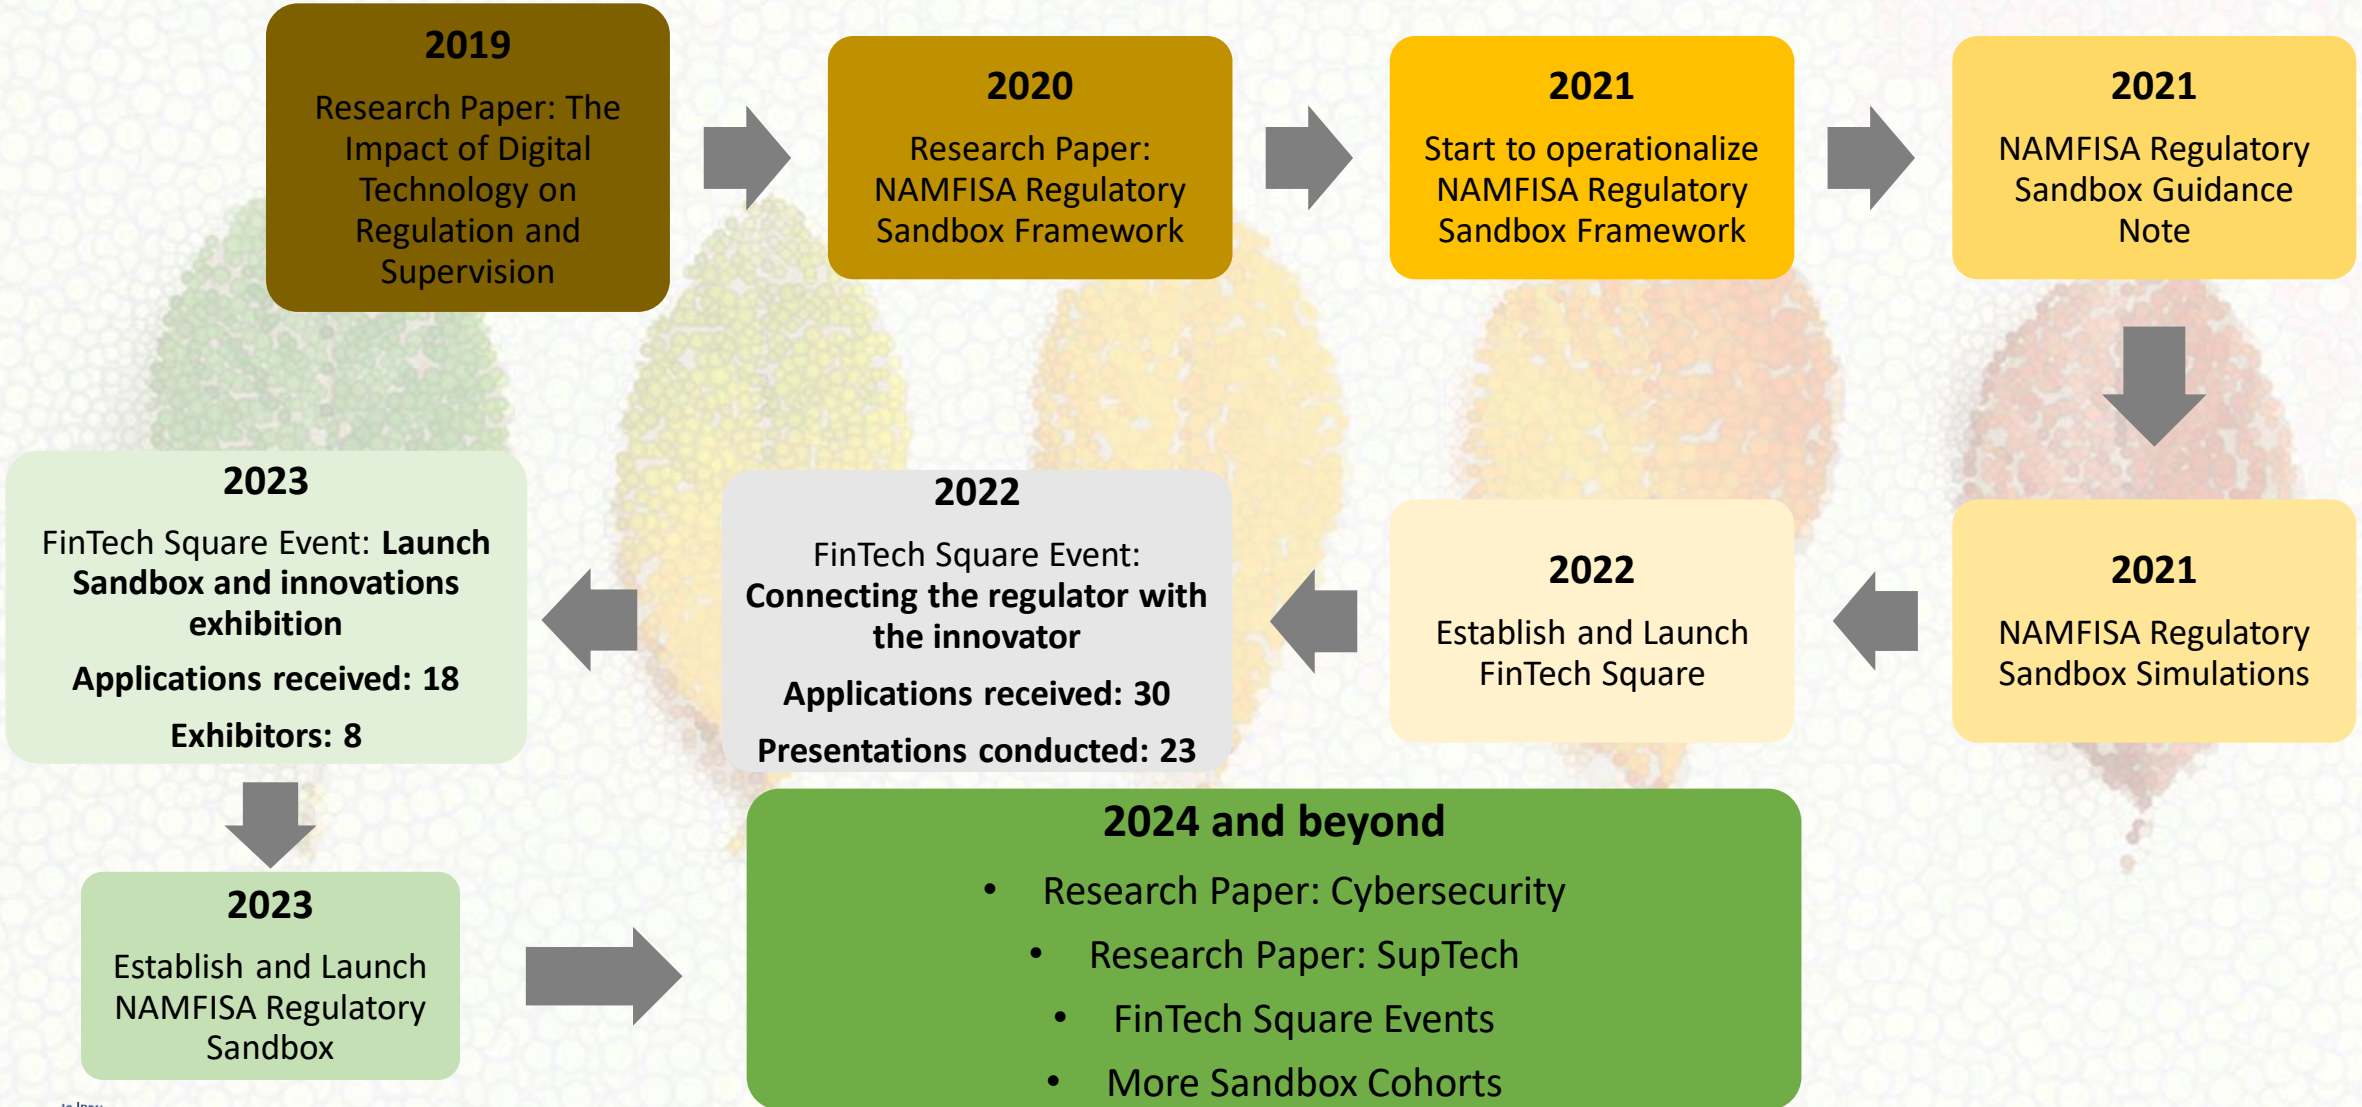 2019
Research Paper: The
Impact of Digital
Technology on
Regulation and
Supervision
2020
Research Paper:
NAMFISA Regulatory
Sandbox Framework
2021
Start to operationalize
NAMFISA Regulatory
Sandbox Framework
2021
NAMFISA Regulatory
Sandbox Guidance
Note
2021
NAMFISA Regulatory
Sandbox Simulations
2022
Establish and Launch
FinTech Square
2022
FinTech Square Event:
Connecting the regulator with
the innovator
Applications received: 30
Presentations conducted: 23
2023
FinTech Square Event: Launch
Sandbox and innovations
exhibition
Applications received: 18
Exhibitors: 8
2023
Establish and Launch
NAMFISA Regulatory
Sandbox
2024 and beyond
• Research Paper: Cybersecurity
• Research Paper: SupTech
• FinTech Square Events
• More Sandbox Cohorts